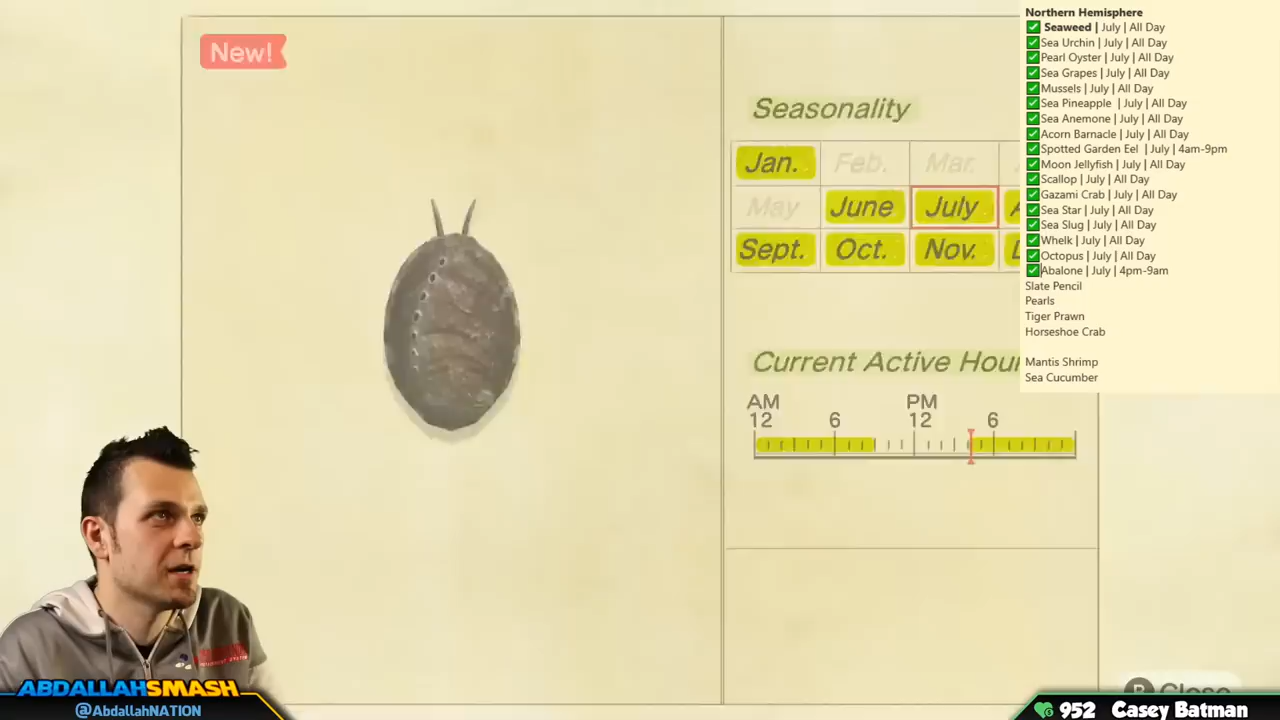 New!
Seasonality
Jan. Feb. Mar.
May June July A
Sept. Oct. Nov. D
Current Active Hou
AM PM
12 6 12 6
Close
Northern Hemisphere
✅ Seaweed | July | All Day
✅Sea Urchin | July | All Day
✅Pearl Oyster | July | All Day
✅Sea Grapes | July | All Day
✅Mussels | July | All Day
✅Sea Pineapple | July | All Day
✅Sea Anemone | July | All Day
✅Acorn Barnacle | July | All Day
✅Spotted Garden Eel | July | 4am-9pm
✅Moon Jellyfish | July | All Day
✅Scallop | July | All Day
✅Gazami Crab | July | All Day
✅Sea Star | July | All Day
✅Sea Slug | July | All Day
✅Whelk | July | All Day
✅Octopus | July | All Day
✅Abalone | July | 4pm-9am
Slate Pencil
Pearls
Tiger Prawn
Horseshoe Crab
Mantis Shrimp
Sea Cucumber
ABDALLAHSMASH
@AbdallahNATION
952 Casey Batman